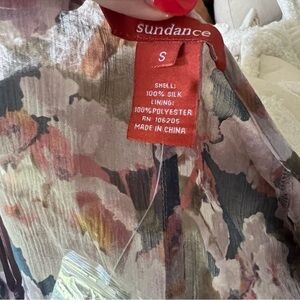 sundance
S
SHELL:
100% SILK
LINING:
100% POLYESTER
RN: 106205
MADE IN CHINA